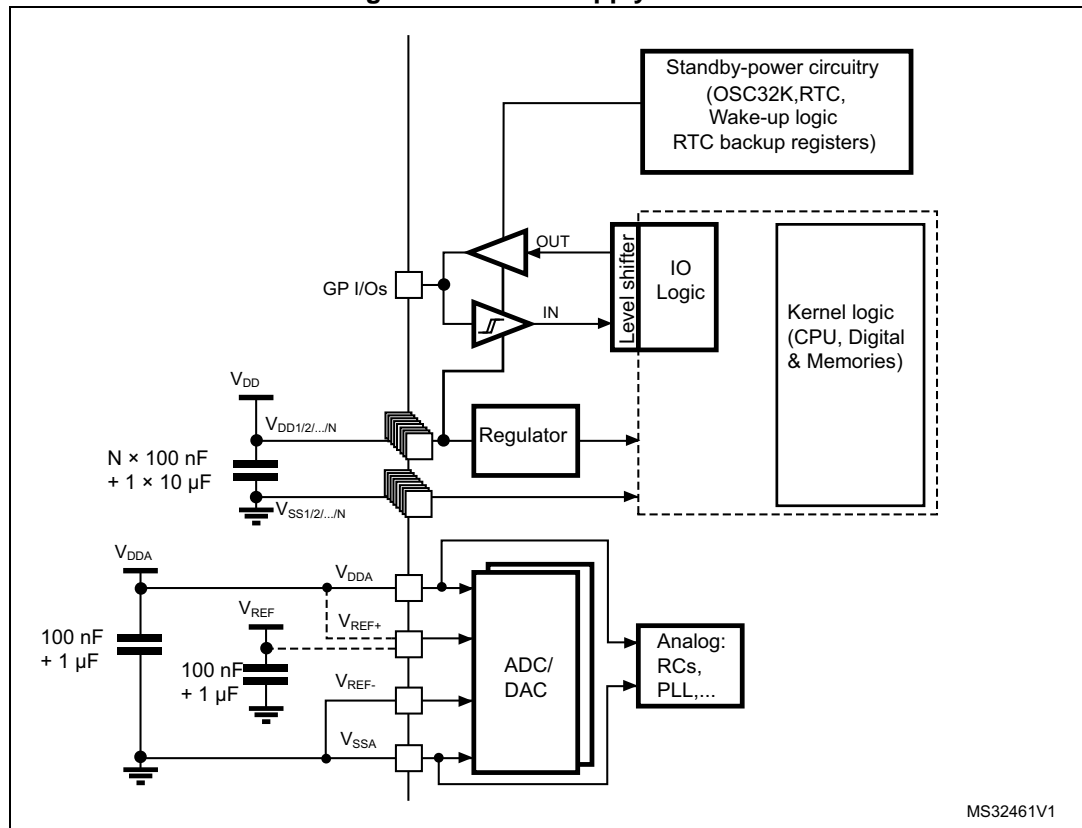 Standby-power circuitry
(OSC32K,RTC,
Wake-up logic
RTC backup registers)
OUT
IN
GP I/Os
Level shifter
IO
Logic
Kernel logic
(CPU, Digital
& Memories)
VDD
VDD1/2/.../N
Regulator
N × 100 nF
+ 1 × 10 µF
VSS1/2/.../N
VDDA
VDDA
VREF
VREF+
100 nF
+ 1 µF
100 nF
+ 1 µF
VREF-
ADC/
DAC
Analog:
RCs,
PLL,...
VSSA
MS32461V1